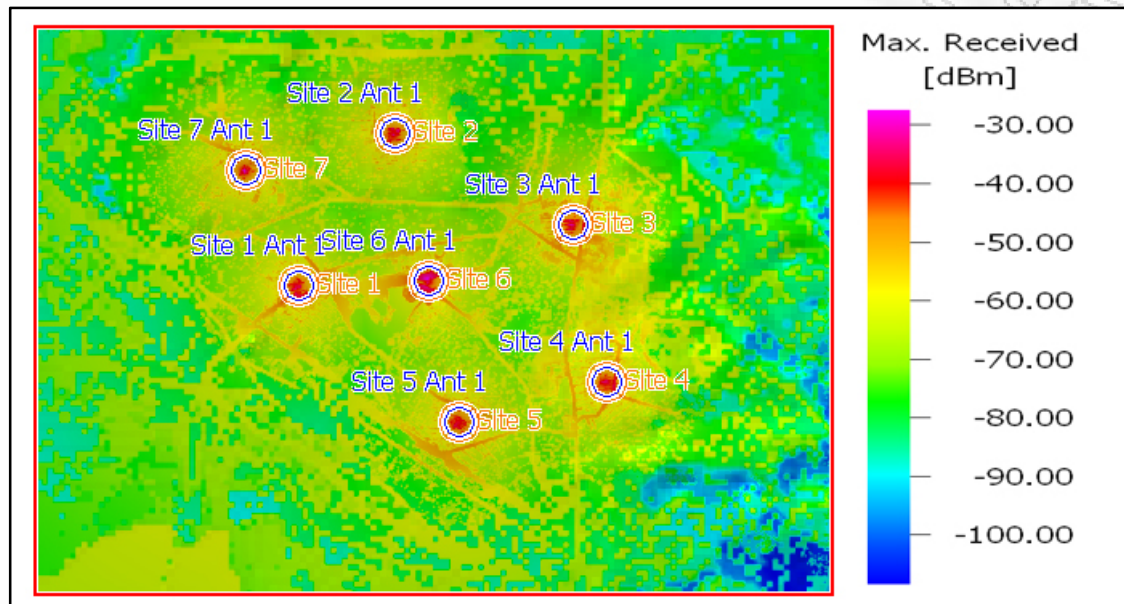 Max. Received
[dBm]
Site 2 Ant 1
Site 7 Ant 1
Site 2
Site 7
Site 3 Ant 1
Site 3
Site 1 Ant 1
Site 6 Ant 1
Site 1
Site 6
Site 4 Ant 1
Site 5 Ant 1
Site 4
Site 5
-30.00
-40.00
-50.00
-60.00
-70.00
-80.00
-90.00
-100.00